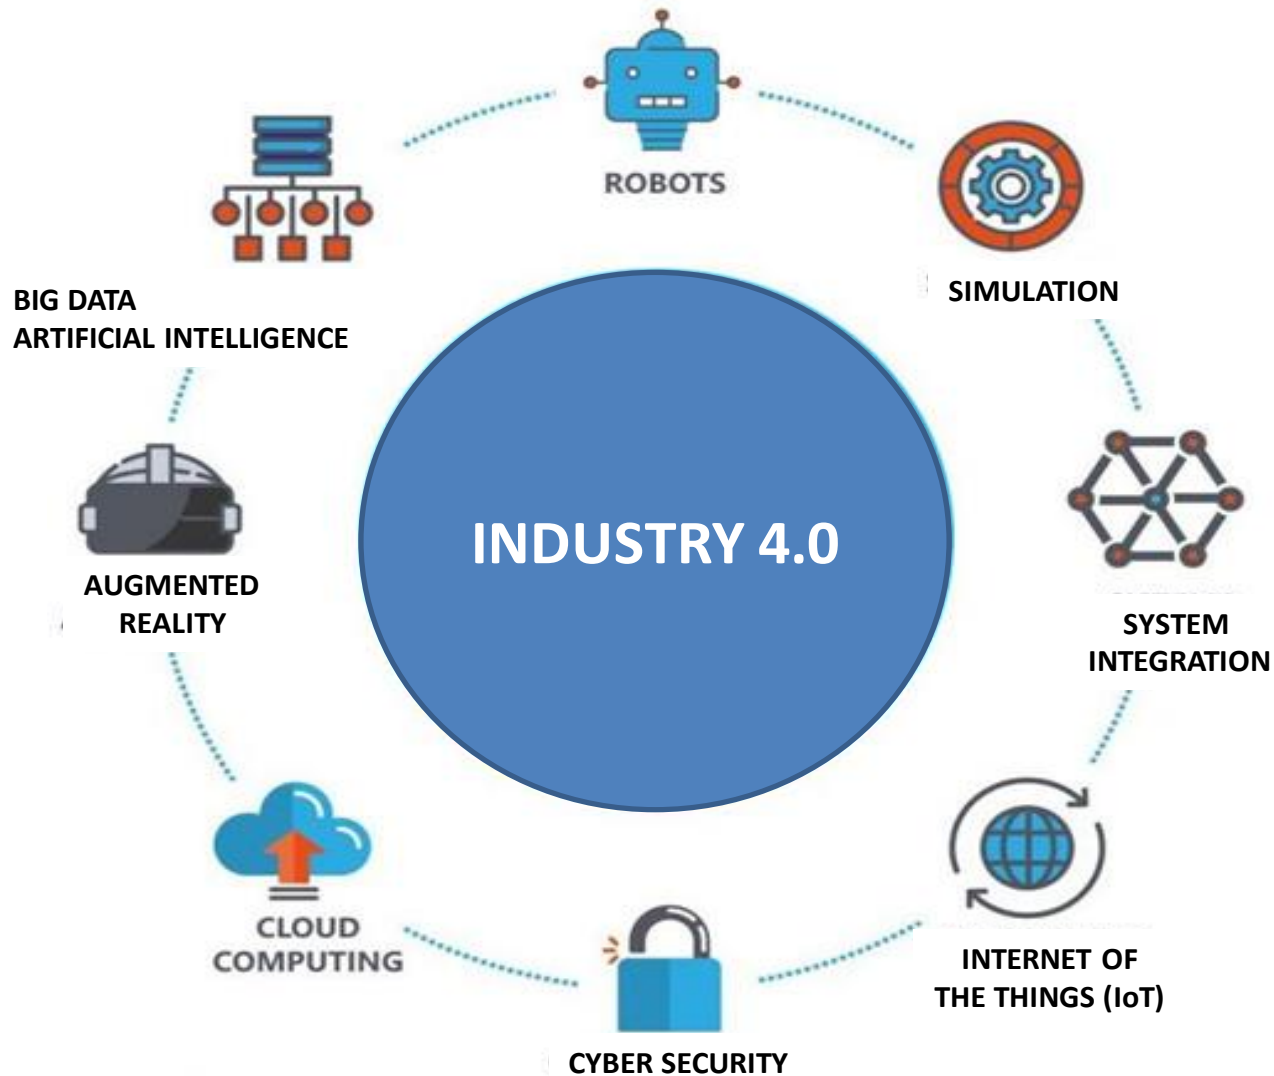 ROBOTS
SIMULATION
BIG DATA
ARTIFICIAL INTELLIGENCE
INDUSTRY 4.0
AUGMENTED
REALITY
SYSTEM
INTEGRATION
CLOUD
COMPUTING
INTERNET OF
THE THINGS (IoT)
CYBER SECURITY